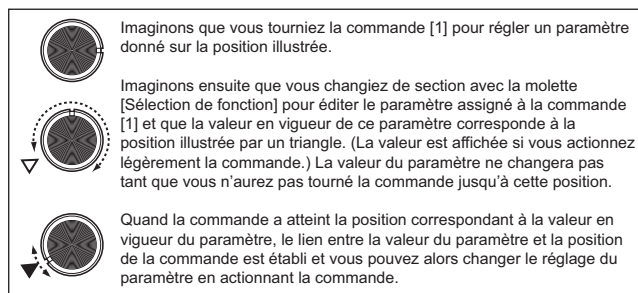 Imaginons que vous tourniez la commande [1] pour régler un paramètre
donné sur la position illustrée.
Imaginons ensuite que vous changiez de section avec la molette
[Sélection de fonction] pour éditer le paramètre assigné à la commande
[1] et que la valeur en vigueur de ce paramètre corresponde à la
position illustrée par un triangle. (La valeur est affichée si vous actionnez
légèrement la commande.) La valeur du paramètre ne changera pas
tant que vous n’aurez pas tourné la commande jusqu’à cette position.
Quand la commande a atteint la position correspondant à la valeur en
vigueur du paramètre, le lien entre la valeur du paramètre et la position
de la commande est établi et vous pouvez alors changer le réglage du
paramètre en actionnant la commande.